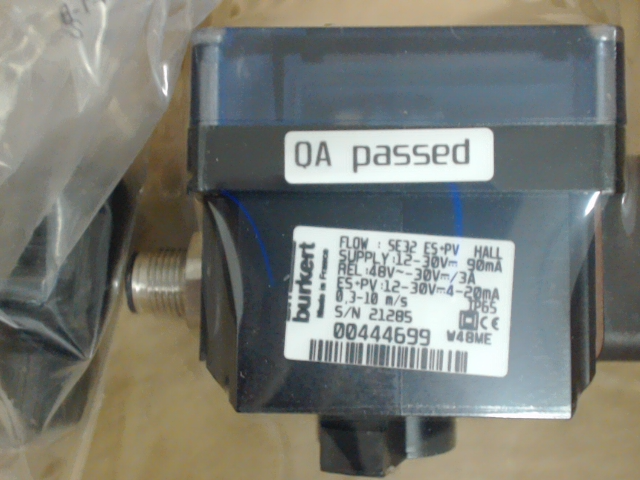 QA passed
burkert
Made in France
FLOW : SE32 ES+PV HALL
SUPPLY:12-30V⎓ 90mA
REL:48V~-30V⎓/3A
ES+PV:12-30V⎓4-20mA
0,3-10 m/s IP65
S/N 21285 CE
00444699 W48ME